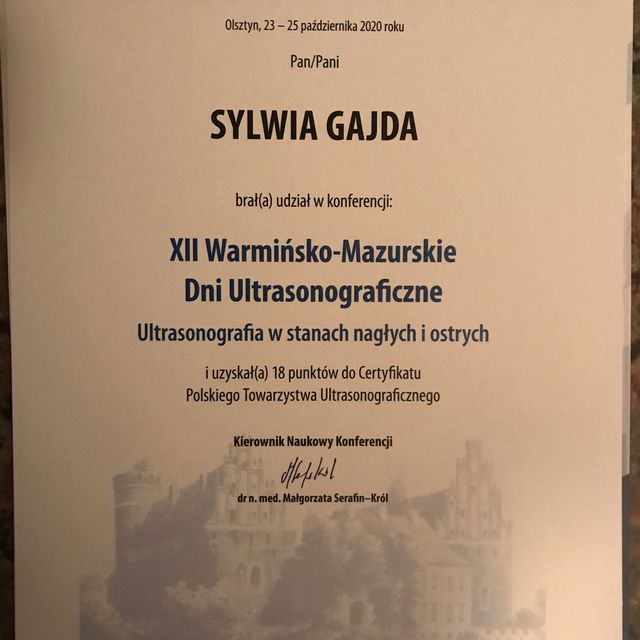 Olsztyn, 23 – 25 października 2020 roku
Pan/Pani
SYLWIA GAJDA
brał(a) udział w konferencji:
XII Warmińsko-Mazurskie
Dni Ultrasonograficzne
Ultrasonografia w stanach nagłych i ostrych
i uzyskał(a) 18 punktów do Certyfikatu
Polskiego Towarzystwa Ultrasonograficznego
Kierownik Naukowy Konferencji
dr n. med. Małgorzata Serafin–Król